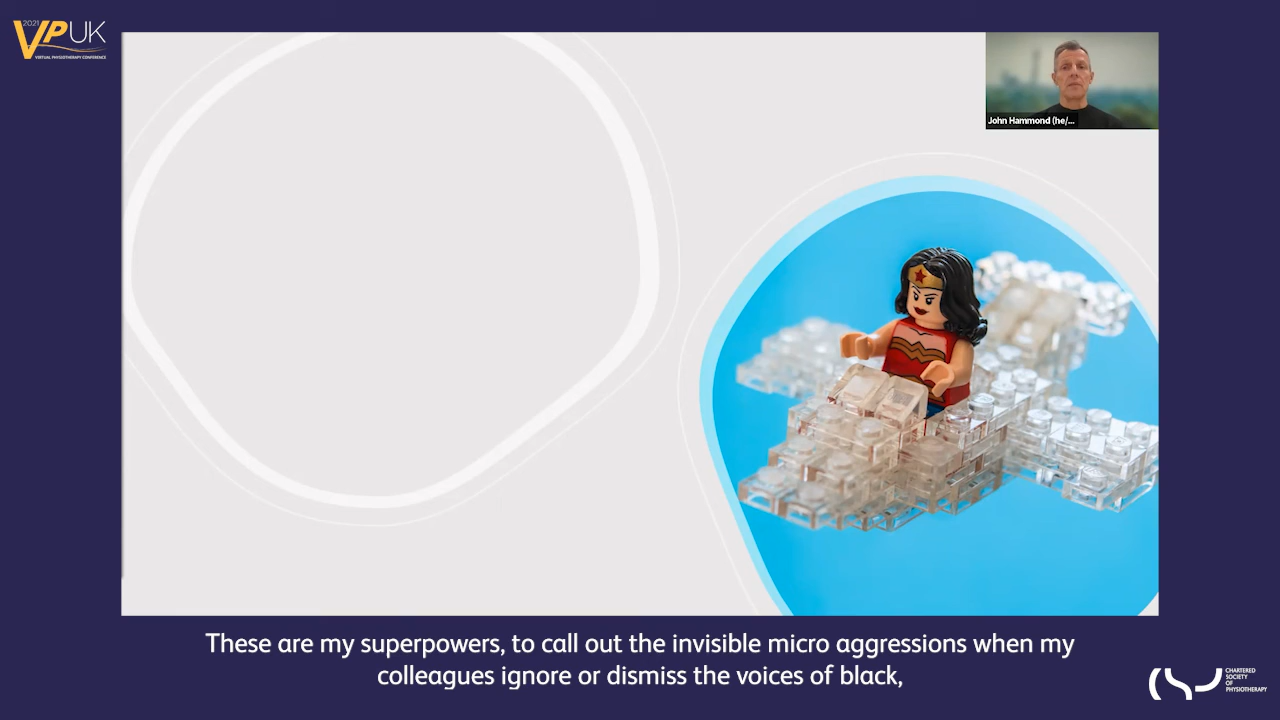 2021
VPUK
VIRTUAL PHYSIOTHERAPY CONFERENCE
John Hammond (he/...
These are my superpowers, to call out the invisible micro aggressions when my
colleagues ignore or dismiss the voices of black,
CHARTERED
SOCIETY
OF
PHYSIOTHERAPY